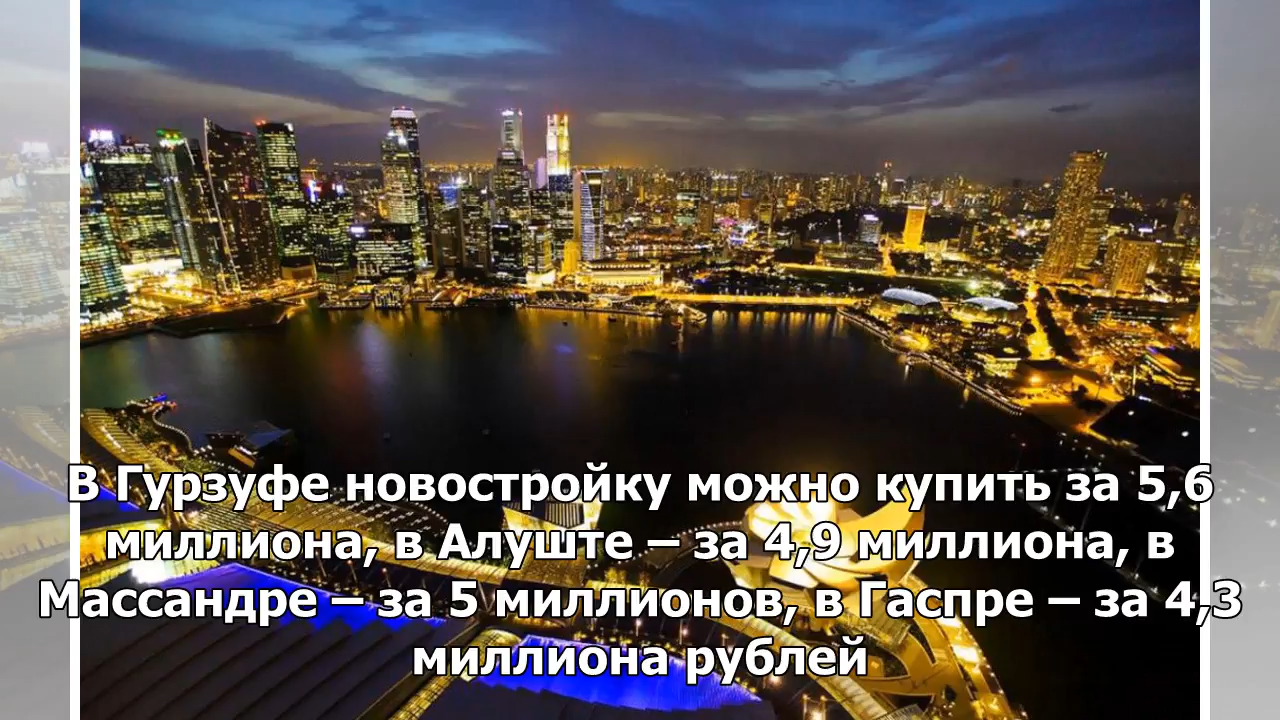 В Гурзуфе новостройку можно купить за 5,6
миллиона, в Алуште – за 4,9 миллиона, в
Массандре – за 5 миллионов, в Гаспре – за 4,3
миллиона рублей